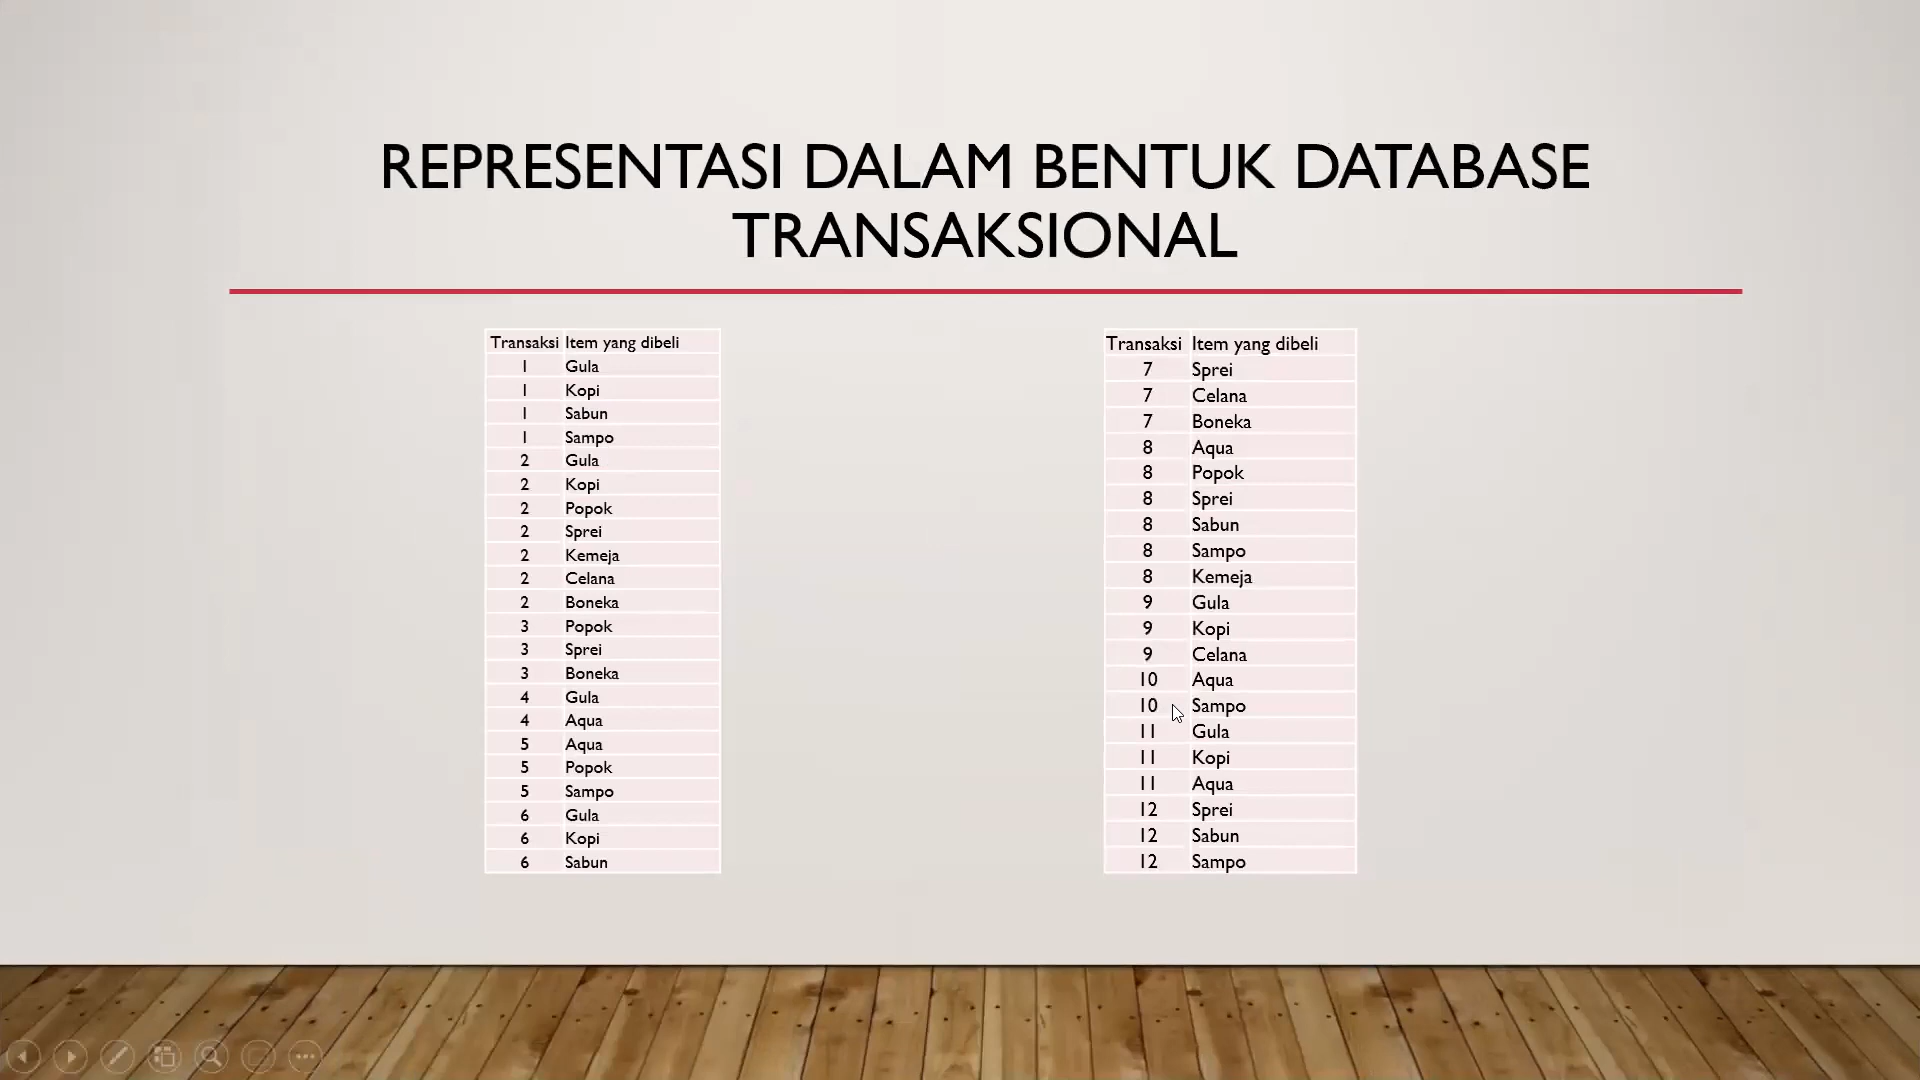 REPRESENTASI DALAM BENTUK DATABASE
TRANSAKSIONAL
Transaksi Item yang dibeli
1 Gula
1 Kopi
1 Sabun
1 Sampo
2 Gula
2 Kopi
2 Popok
2 Sprei
2 Kemeja
2 Celana
2 Boneka
3 Popok
3 Sprei
3 Boneka
4 Gula
4 Aqua
5 Aqua
5 Popok
5 Sampo
6 Gula
6 Kopi
6 Sabun
Transaksi Item yang dibeli
7 Sprei
7 Celana
7 Boneka
8 Aqua
8 Popok
8 Sprei
8 Sabun
8 Sampo
8 Kemeja
9 Gula
9 Kopi
9 Celana
10 Aqua
10 Sampo
11 Gula
11 Kopi
11 Aqua
12 Sprei
12 Sabun
12 Sampo